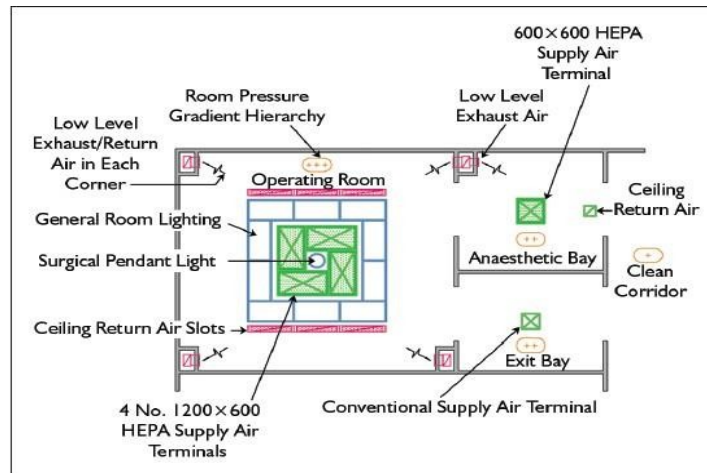 600×600 HEPA
Supply Air
Terminal
Room Pressure
Gradient Hierarchy
Low Level
Exhaust Air
Low Level
Exhaust/Return
Air in Each
Corner
+++
Operating Room
Ceiling
Return Air
General Room Lighting
++
Surgical Pendant Light
Anaesthetic Bay
+
Clean
Corridor
Ceiling Return Air Slots
++
Exit Bay
4 No. 1200×600
HEPA Supply Air
Terminals
Conventional Supply Air Terminal